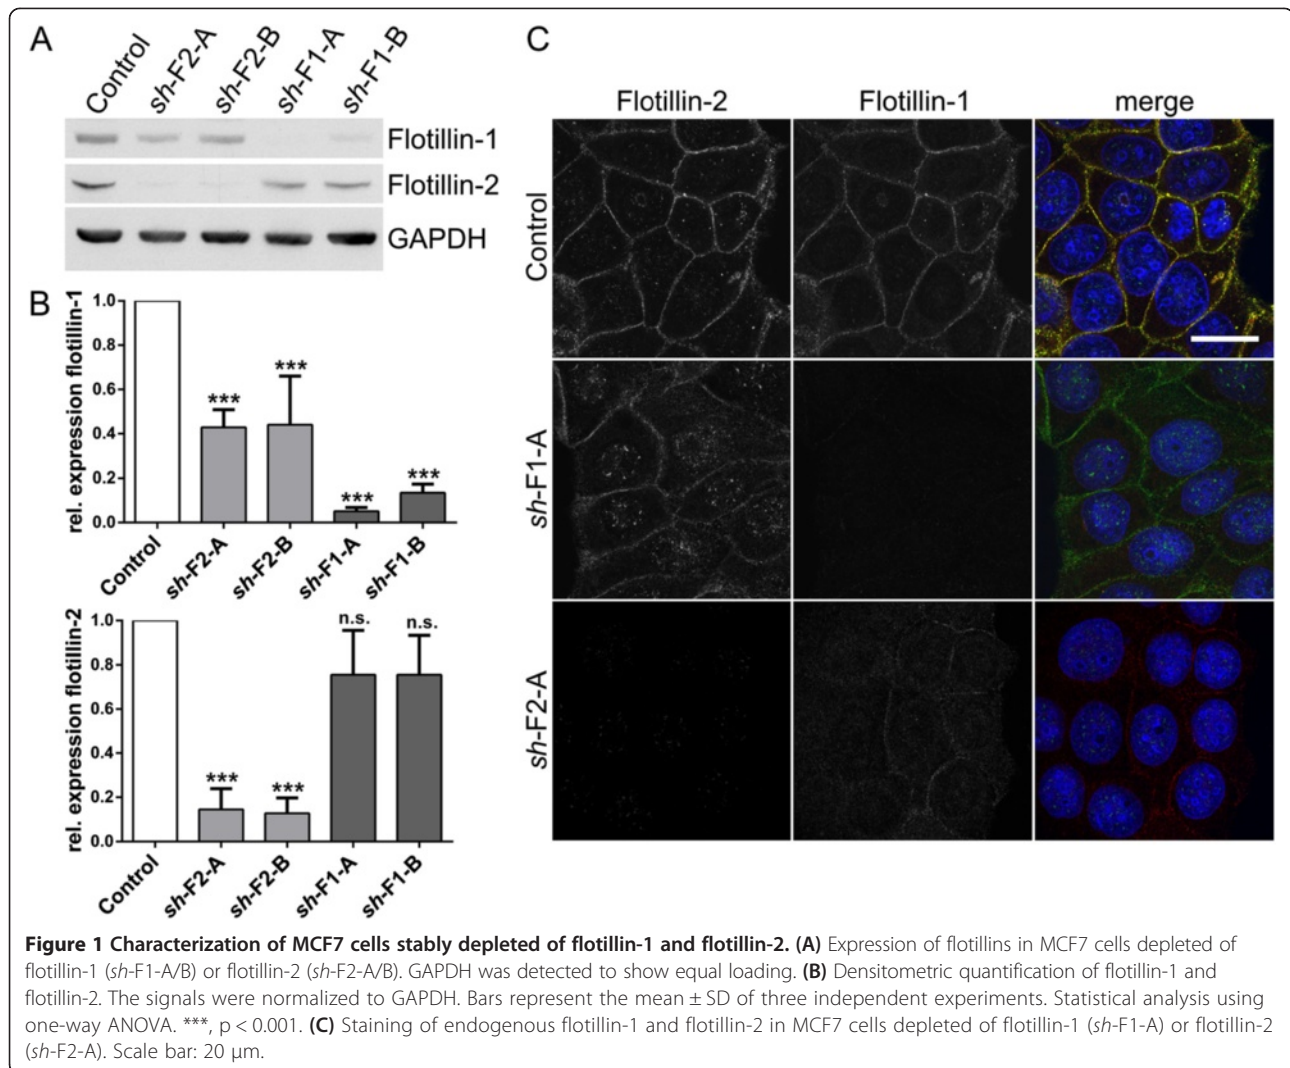 A
Control
sh-F2-A
sh-F2-B
sh-F1-A
sh-F1-B
Flotillin-1
Flotillin-2
GAPDH
B
rel. expression flotillin-1
1.0
0.8
0.6
0.4
0.2
0.0
***
***
***
***
Control
sh-F2-A
sh-F2-B
sh-F1-A
sh-F1-B
rel. expression flotillin-2
1.0
0.8
0.6
0.4
0.2
0.0
***
***
n.s.
n.s.
Control
sh-F2-A
sh-F2-B
sh-F1-A
sh-F1-B
C
Flotillin-2
Flotillin-1
merge
Control
sh-F1-A
sh-F2-A
Figure 1 Characterization of MCF7 cells stably depleted of flotillin-1 and flotillin-2. (A) Expression of flotillins in MCF7 cells depleted of
flotillin-1 (sh-F1-A/B) or flotillin-2 (sh-F2-A/B). GAPDH was detected to show equal loading. (B) Densitometric quantification of flotillin-1 and
flotillin-2. The signals were normalized to GAPDH. Bars represent the mean ± SD of three independent experiments. Statistical analysis using
one-way ANOVA. ***, p < 0.001. (C) Staining of endogenous flotillin-1 and flotillin-2 in MCF7 cells depleted of flotillin-1 (sh-F1-A) or flotillin-2
(sh-F2-A). Scale bar: 20 μm.